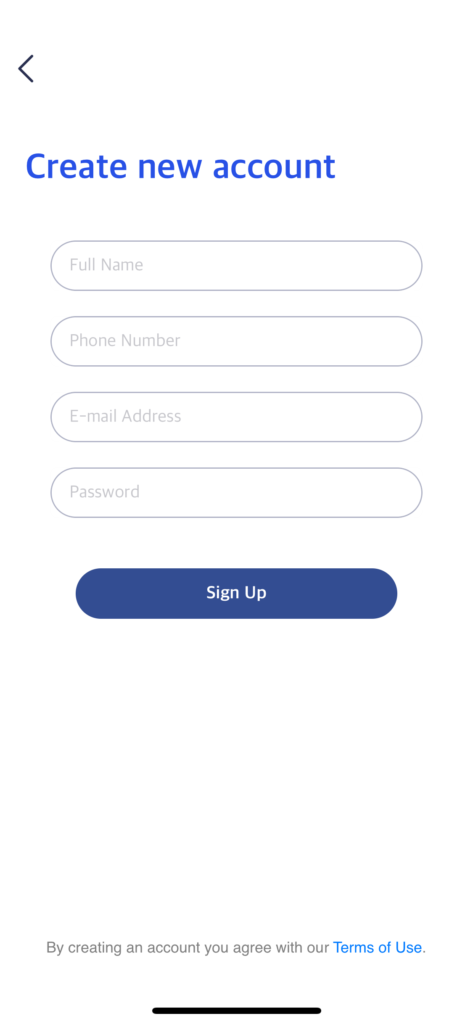 Create new account
Full Name
Phone Number
E-mail Address
Password
Sign Up
By creating an account you agree with our Terms of Use.